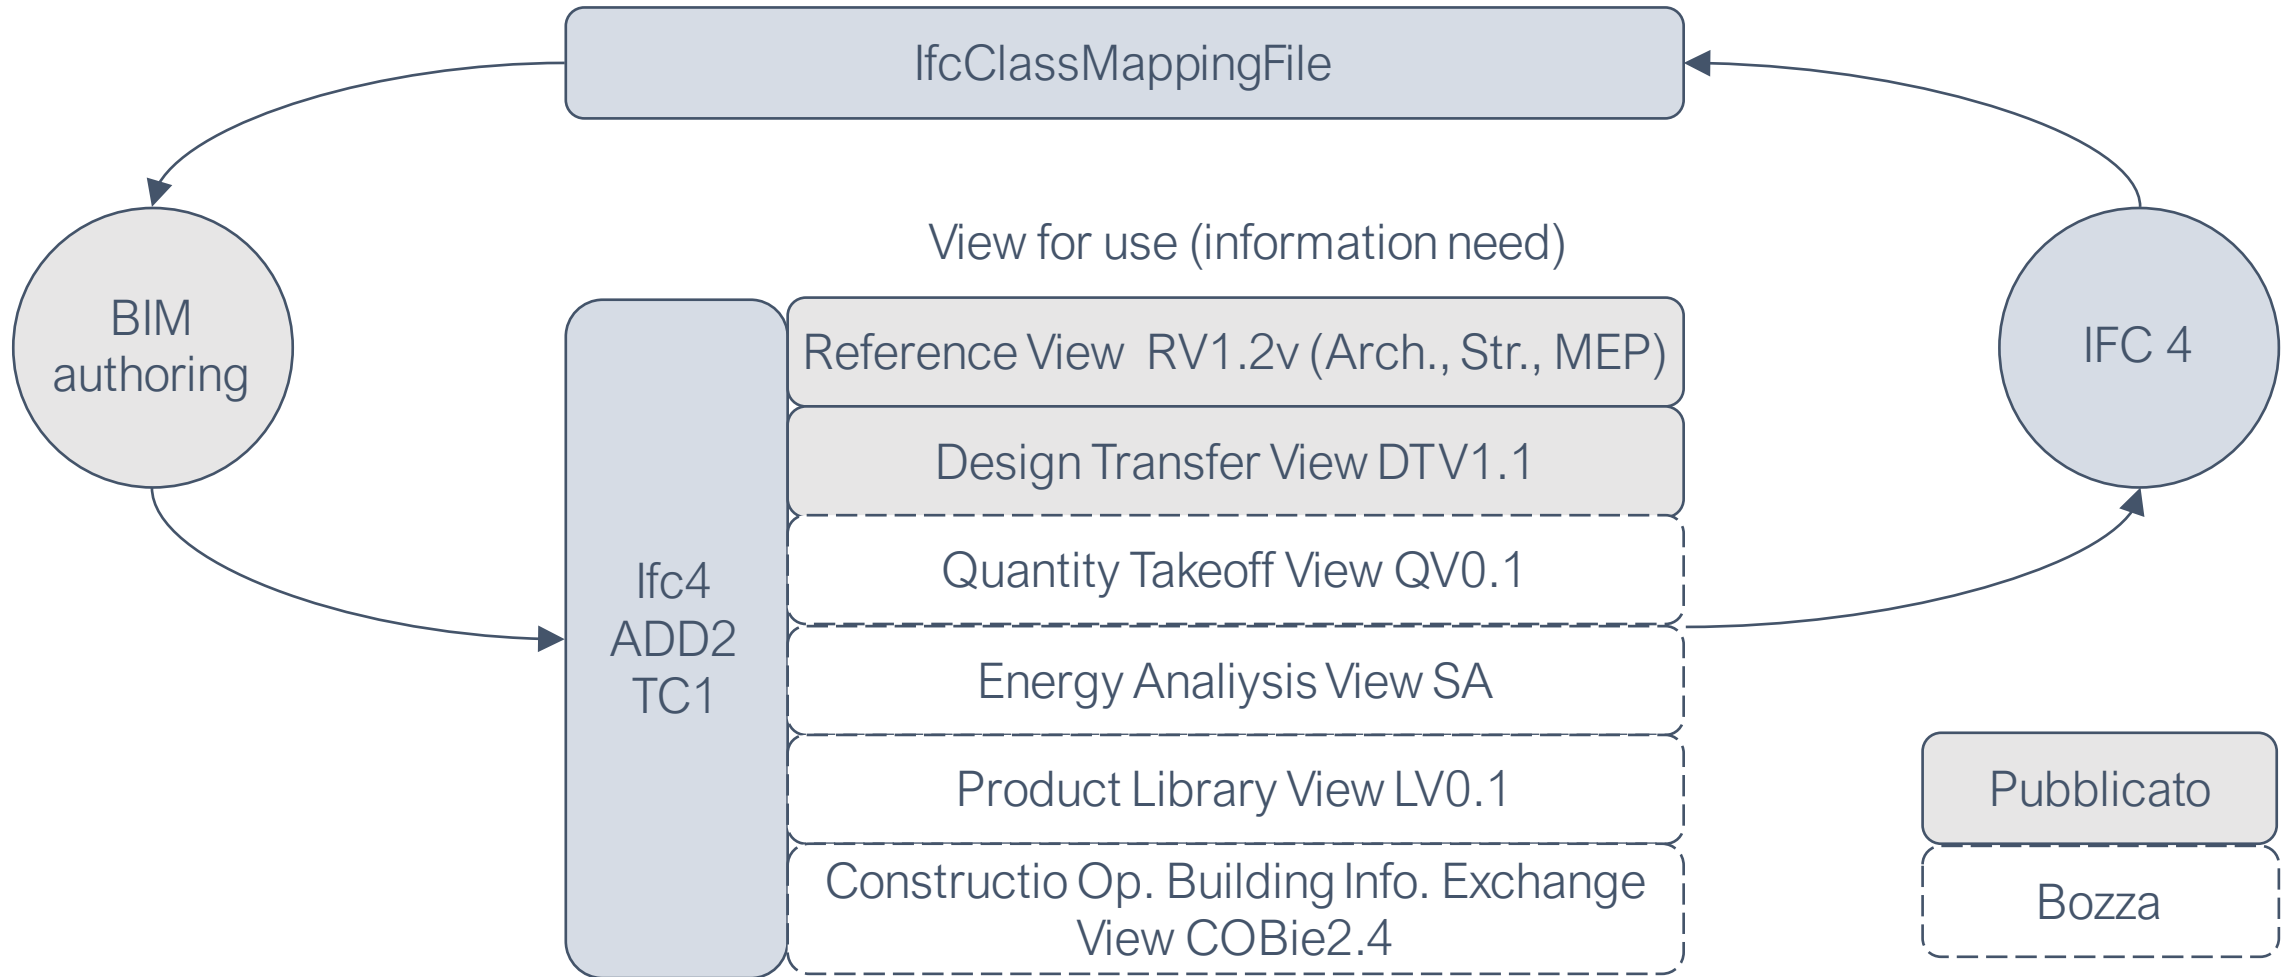 IfcClassMappingFile
View for use (information need)
BIM
authoring
IFC 4
Ifc4
ADD2
TC1
Reference View RV1.2v (Arch., Str., MEP)
Design Transfer View DTV1.1
Quantity Takeoff View QV0.1
Energy Analiysis View SA
Product Library View LV0.1
Constructio Op. Building Info. Exchange
View COBie2.4
Pubblicato
Bozza